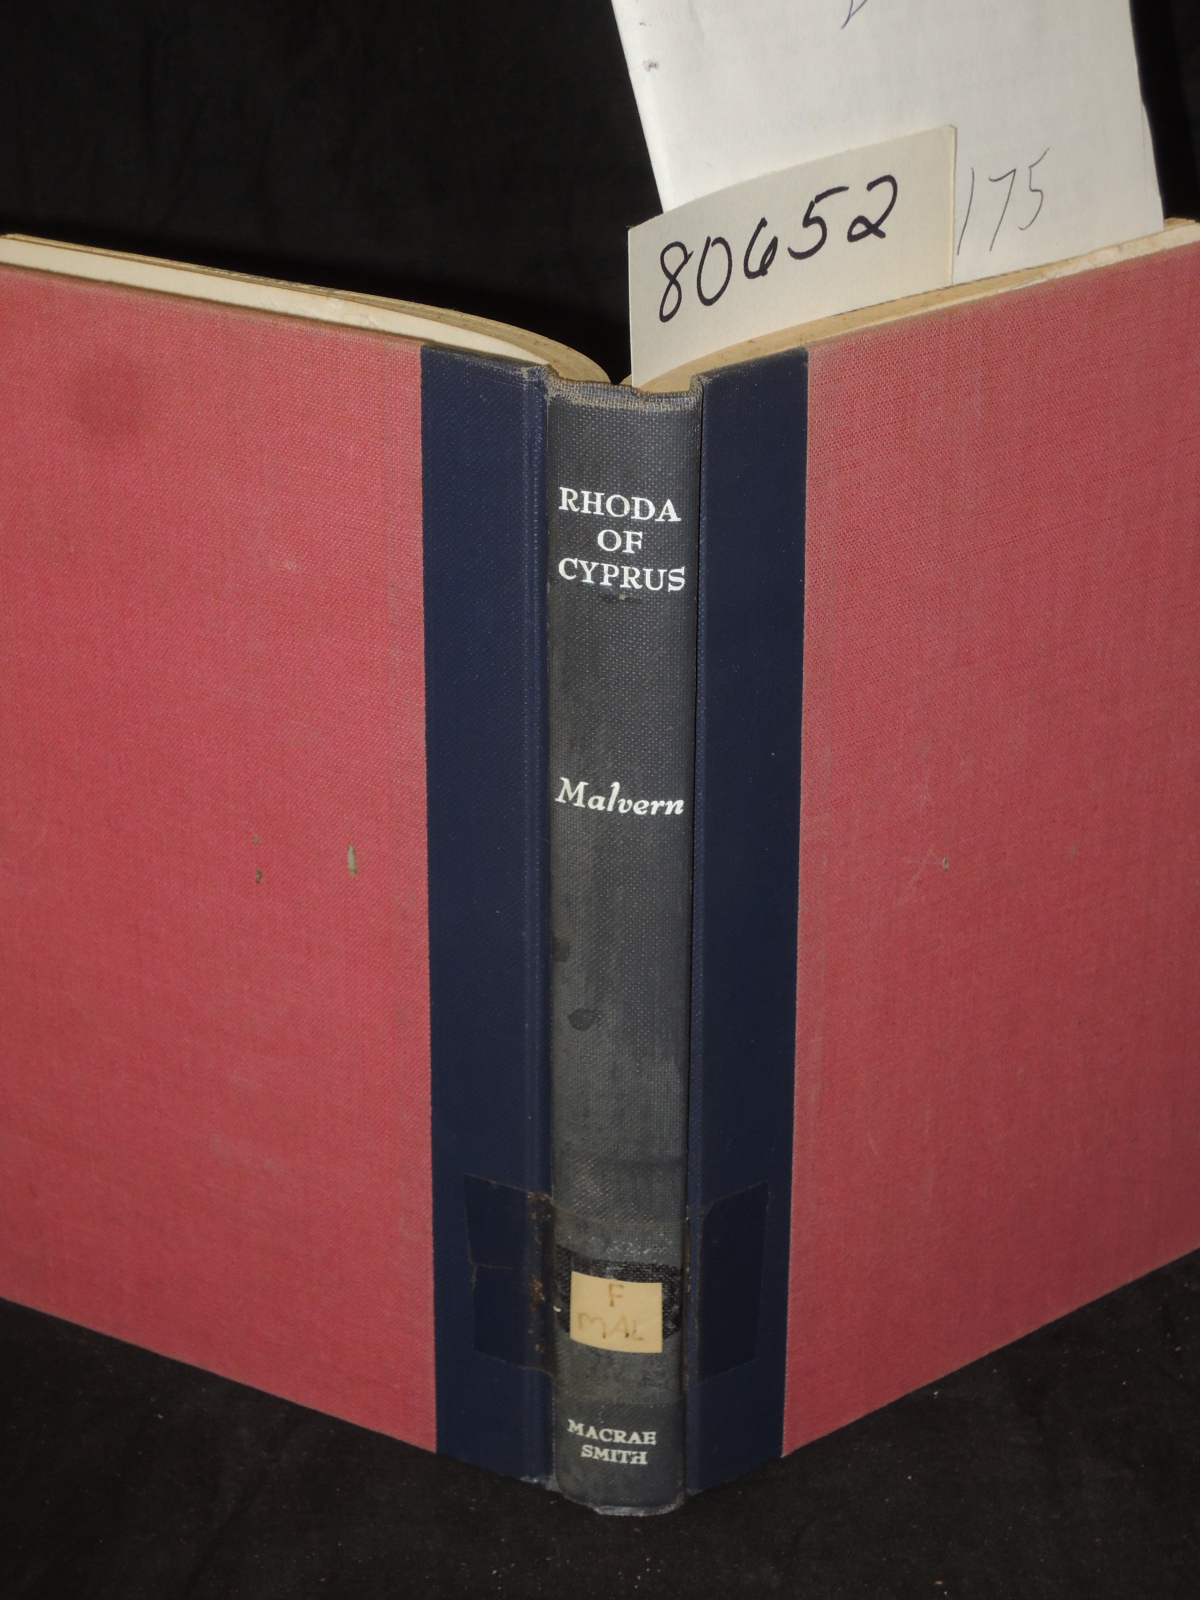 80652
175
RHODA
OF
CYPRUS
Malvern
F
MAL
MACRAE
SMITH